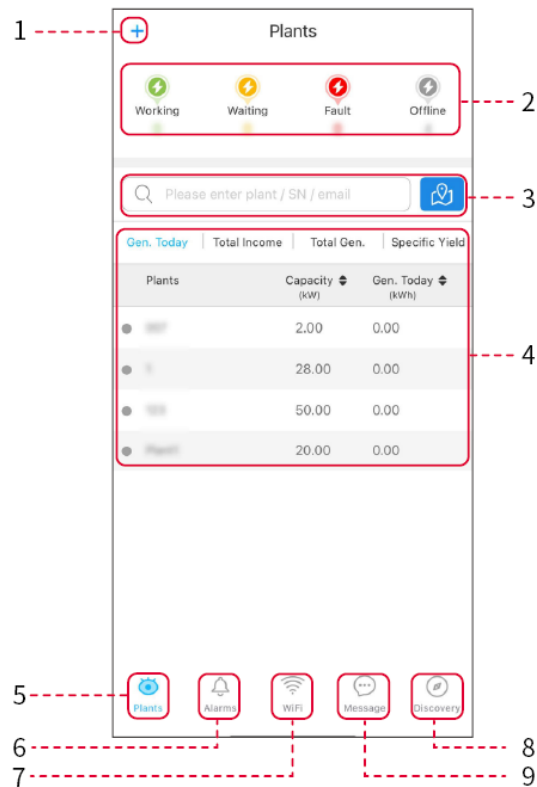 1
Plants
Working Waiting Fault Offline
2
Please enter plant / SN / email
3
Gen. Today Total Income Total Gen. Specific Yield
Plants Capacity Gen. Today
(kW) (kWh)
2.00 0.00
28.00 0.00
4
50.00 0.00
20.00 0.00
5
Plants Alarms WiFi Message Discovery
6 8
7 9